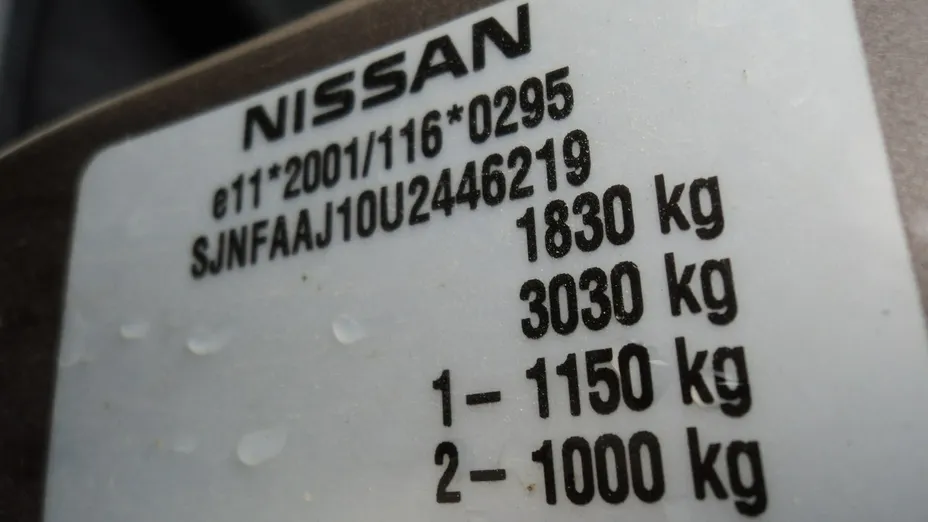 NISSAN
e11*2001/116*0295
SJNFAAJ10U2446219
1830 kg
3030 kg
1- 1150 kg
2- 1000 kg